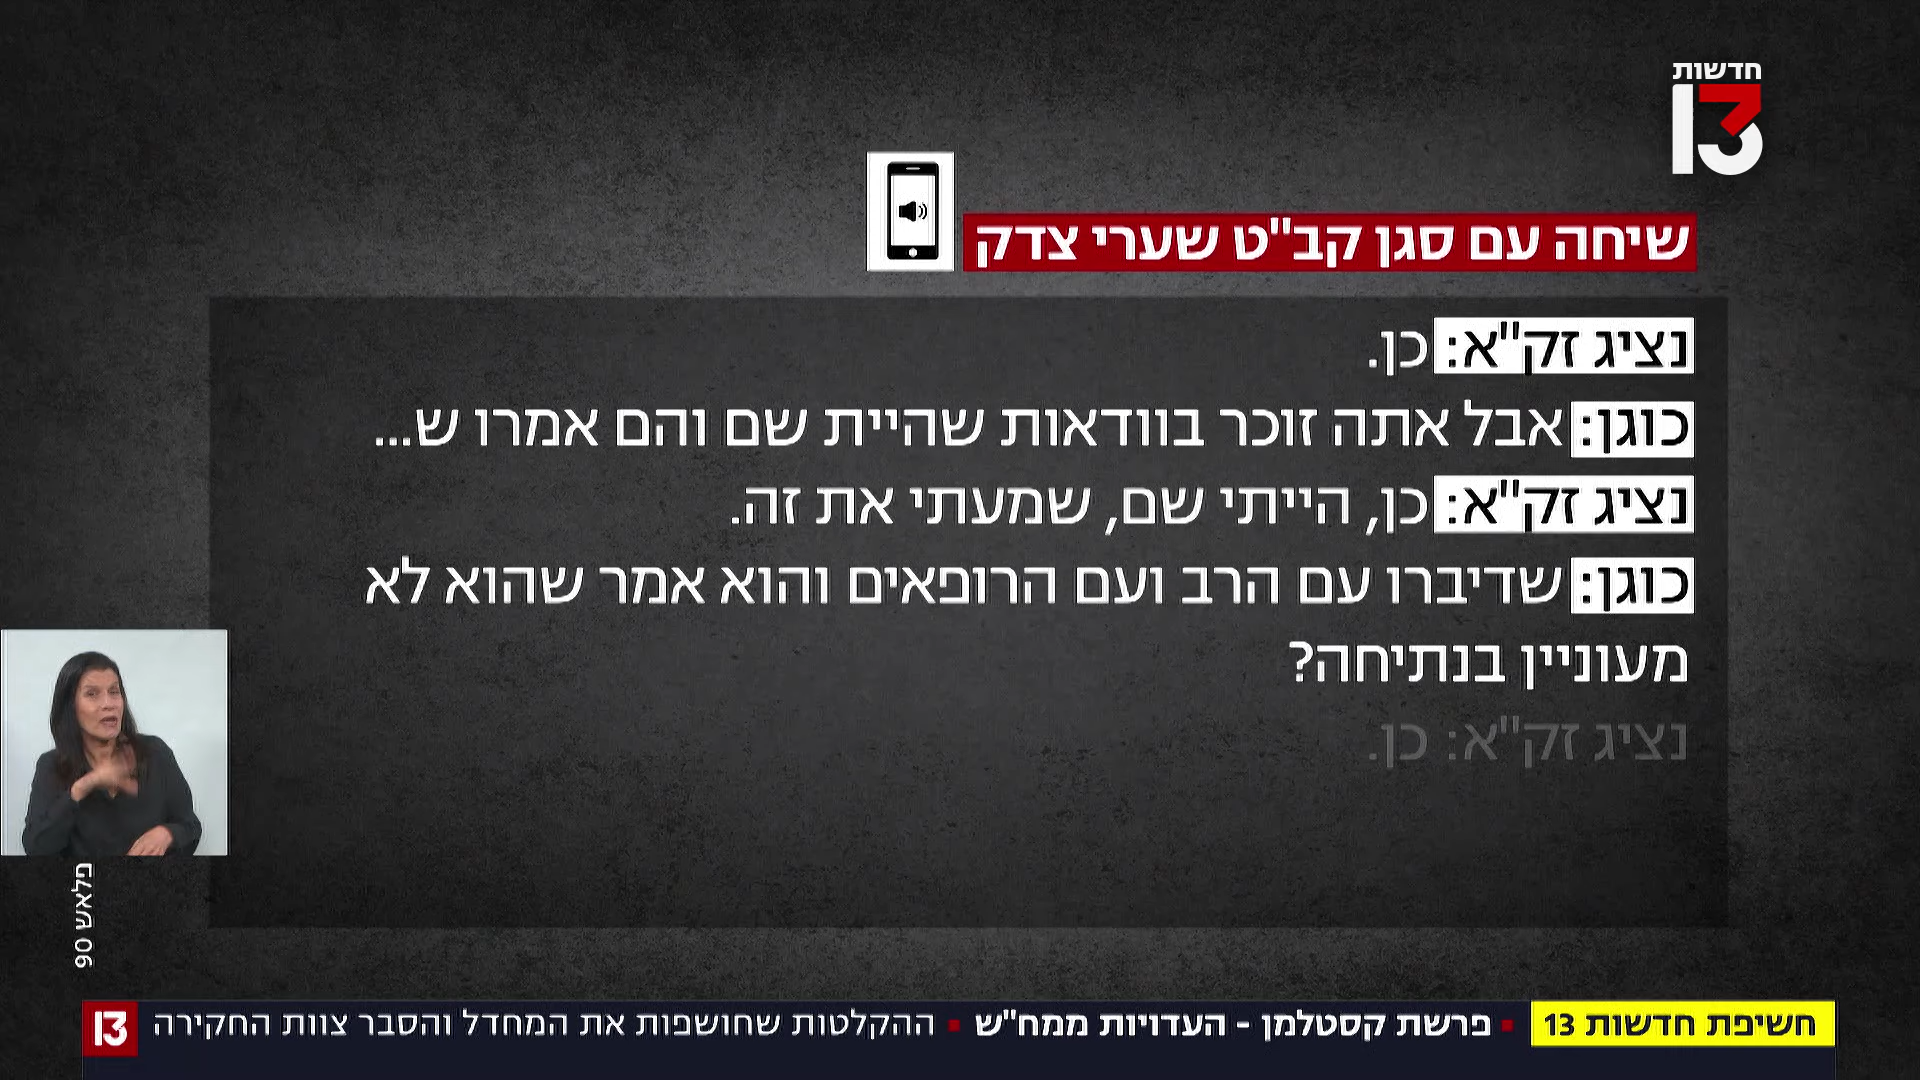 חדשות
13
שיחה עם סגן קב"ט שערי צדק
נציג זק"א: כן.
כוגן: אבל אתה זוכר בוודאות שהיית שם והם אמרו ש...
נציג זק"א: כן, הייתי שם, שמעתי את זה.
כוגן: שדיברו עם הרב ועם הרופאים והוא אמר שהוא לא
מעוניין בנתיחה?
נציג זק"א: כן.
פלאש 90
חשיפת חדשות 13 ▪ פרשת קסטלמן - העדויות ממח"ש ▪ ההקלטות שחושפות את המחדל והסבר צוות החקירה 13